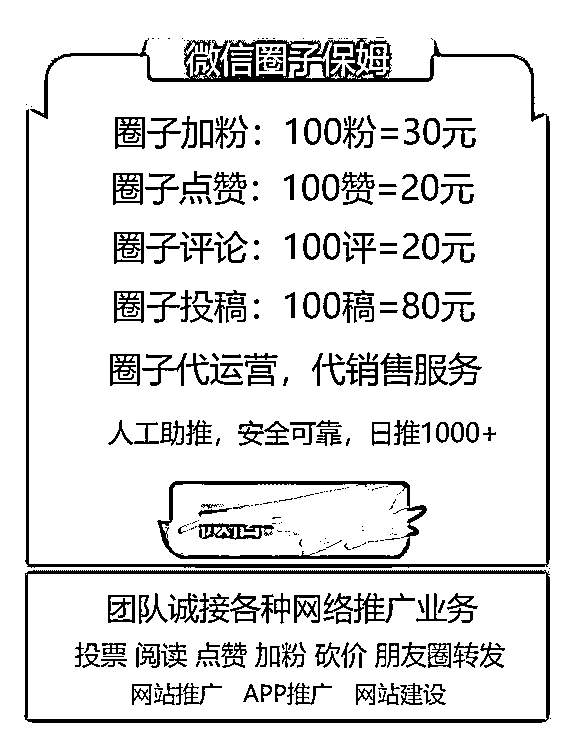 微信圈子保姆
圈子加粉：100粉=30元
圈子点赞：100赞=20元
圈子评论：100评=20元
圈子投稿：100稿=80元
圈子代运营，代销售服务
人工助推，安全可靠，日推1000+
团队诚接各种网络推广业务
投票 阅读 点赞 加粉 砍价 朋友圈转发
网站推广 APP推广 网站建设